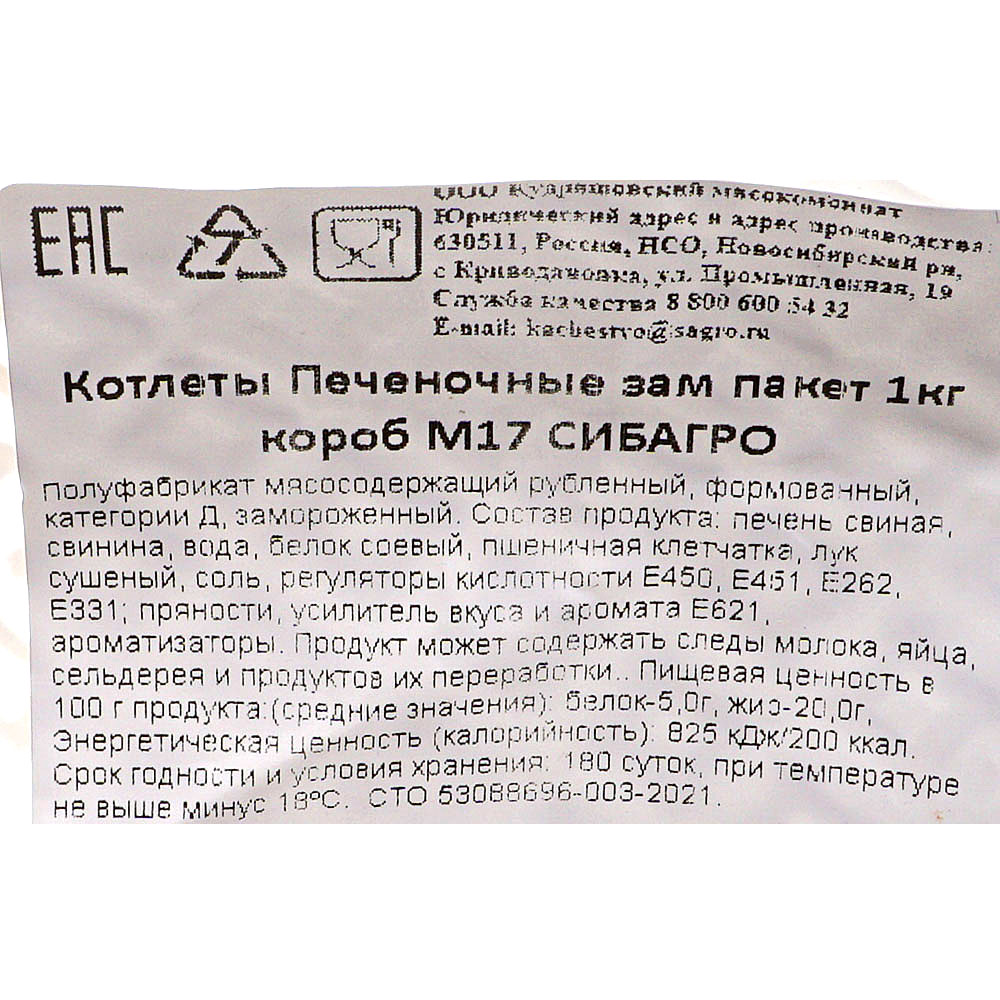 ООО Кудряшовский мясокомбинат
EAC
7
Юридический адрес и адрес производства:
630511, Россия, НСО, Новосибирский рн,
с Криводановка, ул. Промышленная, 19
Служба качества 8 800 600 54 32
E-mail: kachestvo@sagro.ru
Котлеты Печеночные зам пакет 1кг
короб М17 СИБАГРО
Полуфабрикат мясосодержащий рубленный, формованный,
категории Д, замороженный. Состав продукта: печень свиная,
свинина, вода, белок соевый, пшеничная клетчатка, лук
сушеный, соль, регуляторы кислотности Е450, Е451, Е262,
Е331; пряности, усилитель вкуса и аромата Е621,
ароматизаторы. Продукт может содержать следы молока, яйца,
сельдерея и продуктов их переработки.. Пищевая ценность в
100 г продукта:(средние значения): белок-5,0г, жир-20,0г,
Энергетическая ценность (калорийность): 825 кДж/200 ккал.
Срок годности и условия хранения: 180 суток, при температуре
не выше минус 18ºС. СТО 53088696-003-2021.